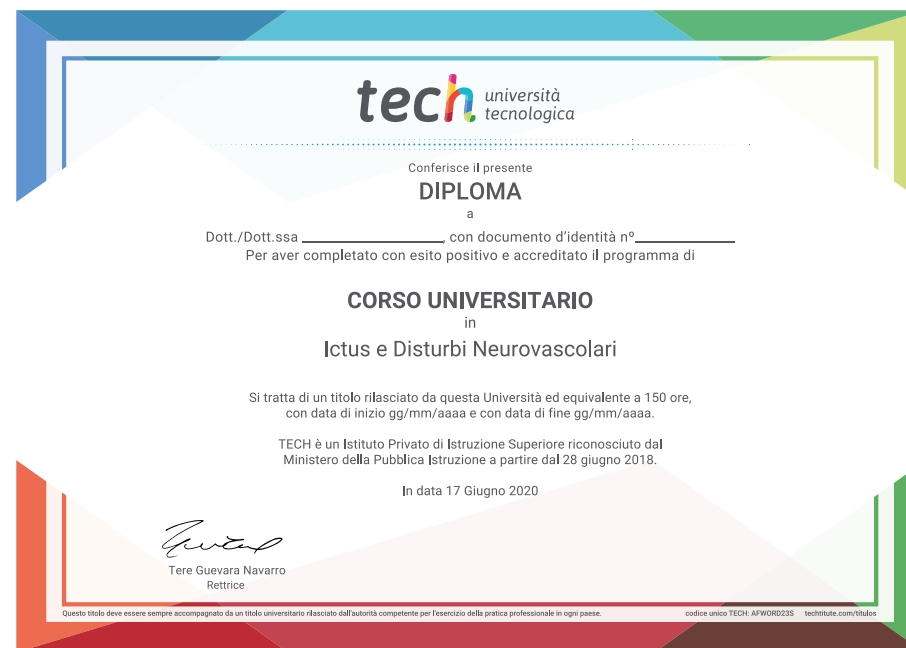 tech università
tecnologica
Conferisce il presente
DIPLOMA
a
Dott./Dott.ssa ________________, con documento d'identità nº____________
Per aver completato con esito positivo e accreditato il programma di
CORSO UNIVERSITARIO
in
Ictus e Disturbi Neurovascolari
Si tratta di un titolo rilasciato da questa Università ed equivalente a 150 ore,
con data di inizio gg/mm/aaaa e con data di fine gg/mm/aaaa.
TECH è un Istituto Privato di Istruzione Superiore riconosciuto dal
Ministero della Pubblica Istruzione a partire dal 28 giugno 2018.
In data 17 Giugno 2020
Tere Guevara Navarro
Rettrice
Questo titolo deve essere sempre accompagnato da un titolo universitario rilasciato dall'autorità competente per l'esercizio della pratica professionale in ogni paese. codice unico TECH: AFWORD23S techtitute.com/titulos